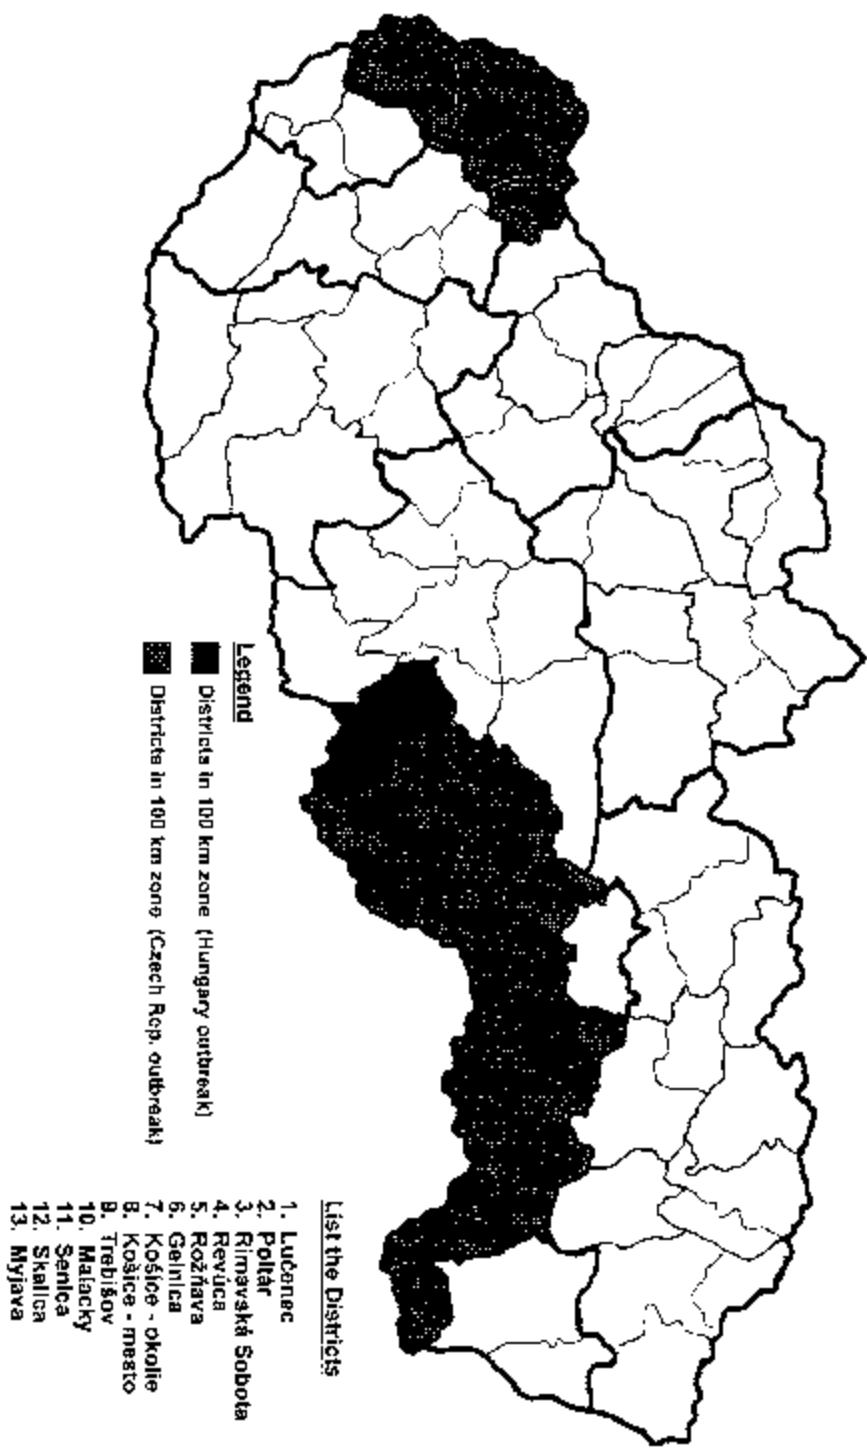 Legend
Districts in 100 km zone (Hungary outbreak)
Districts in 100 km zone (Czech Rep. outbreak)
List the Districts
1. Lučenec
2. Poltár
3. Rimavská Sobota
4. Revúca
5. Rožňava
6. Gelnica
7. Košice - okolie
8. Košice - mesto
9. Trebišov
10. Malacky
11. Senica
12. Skalica
13. Myjava